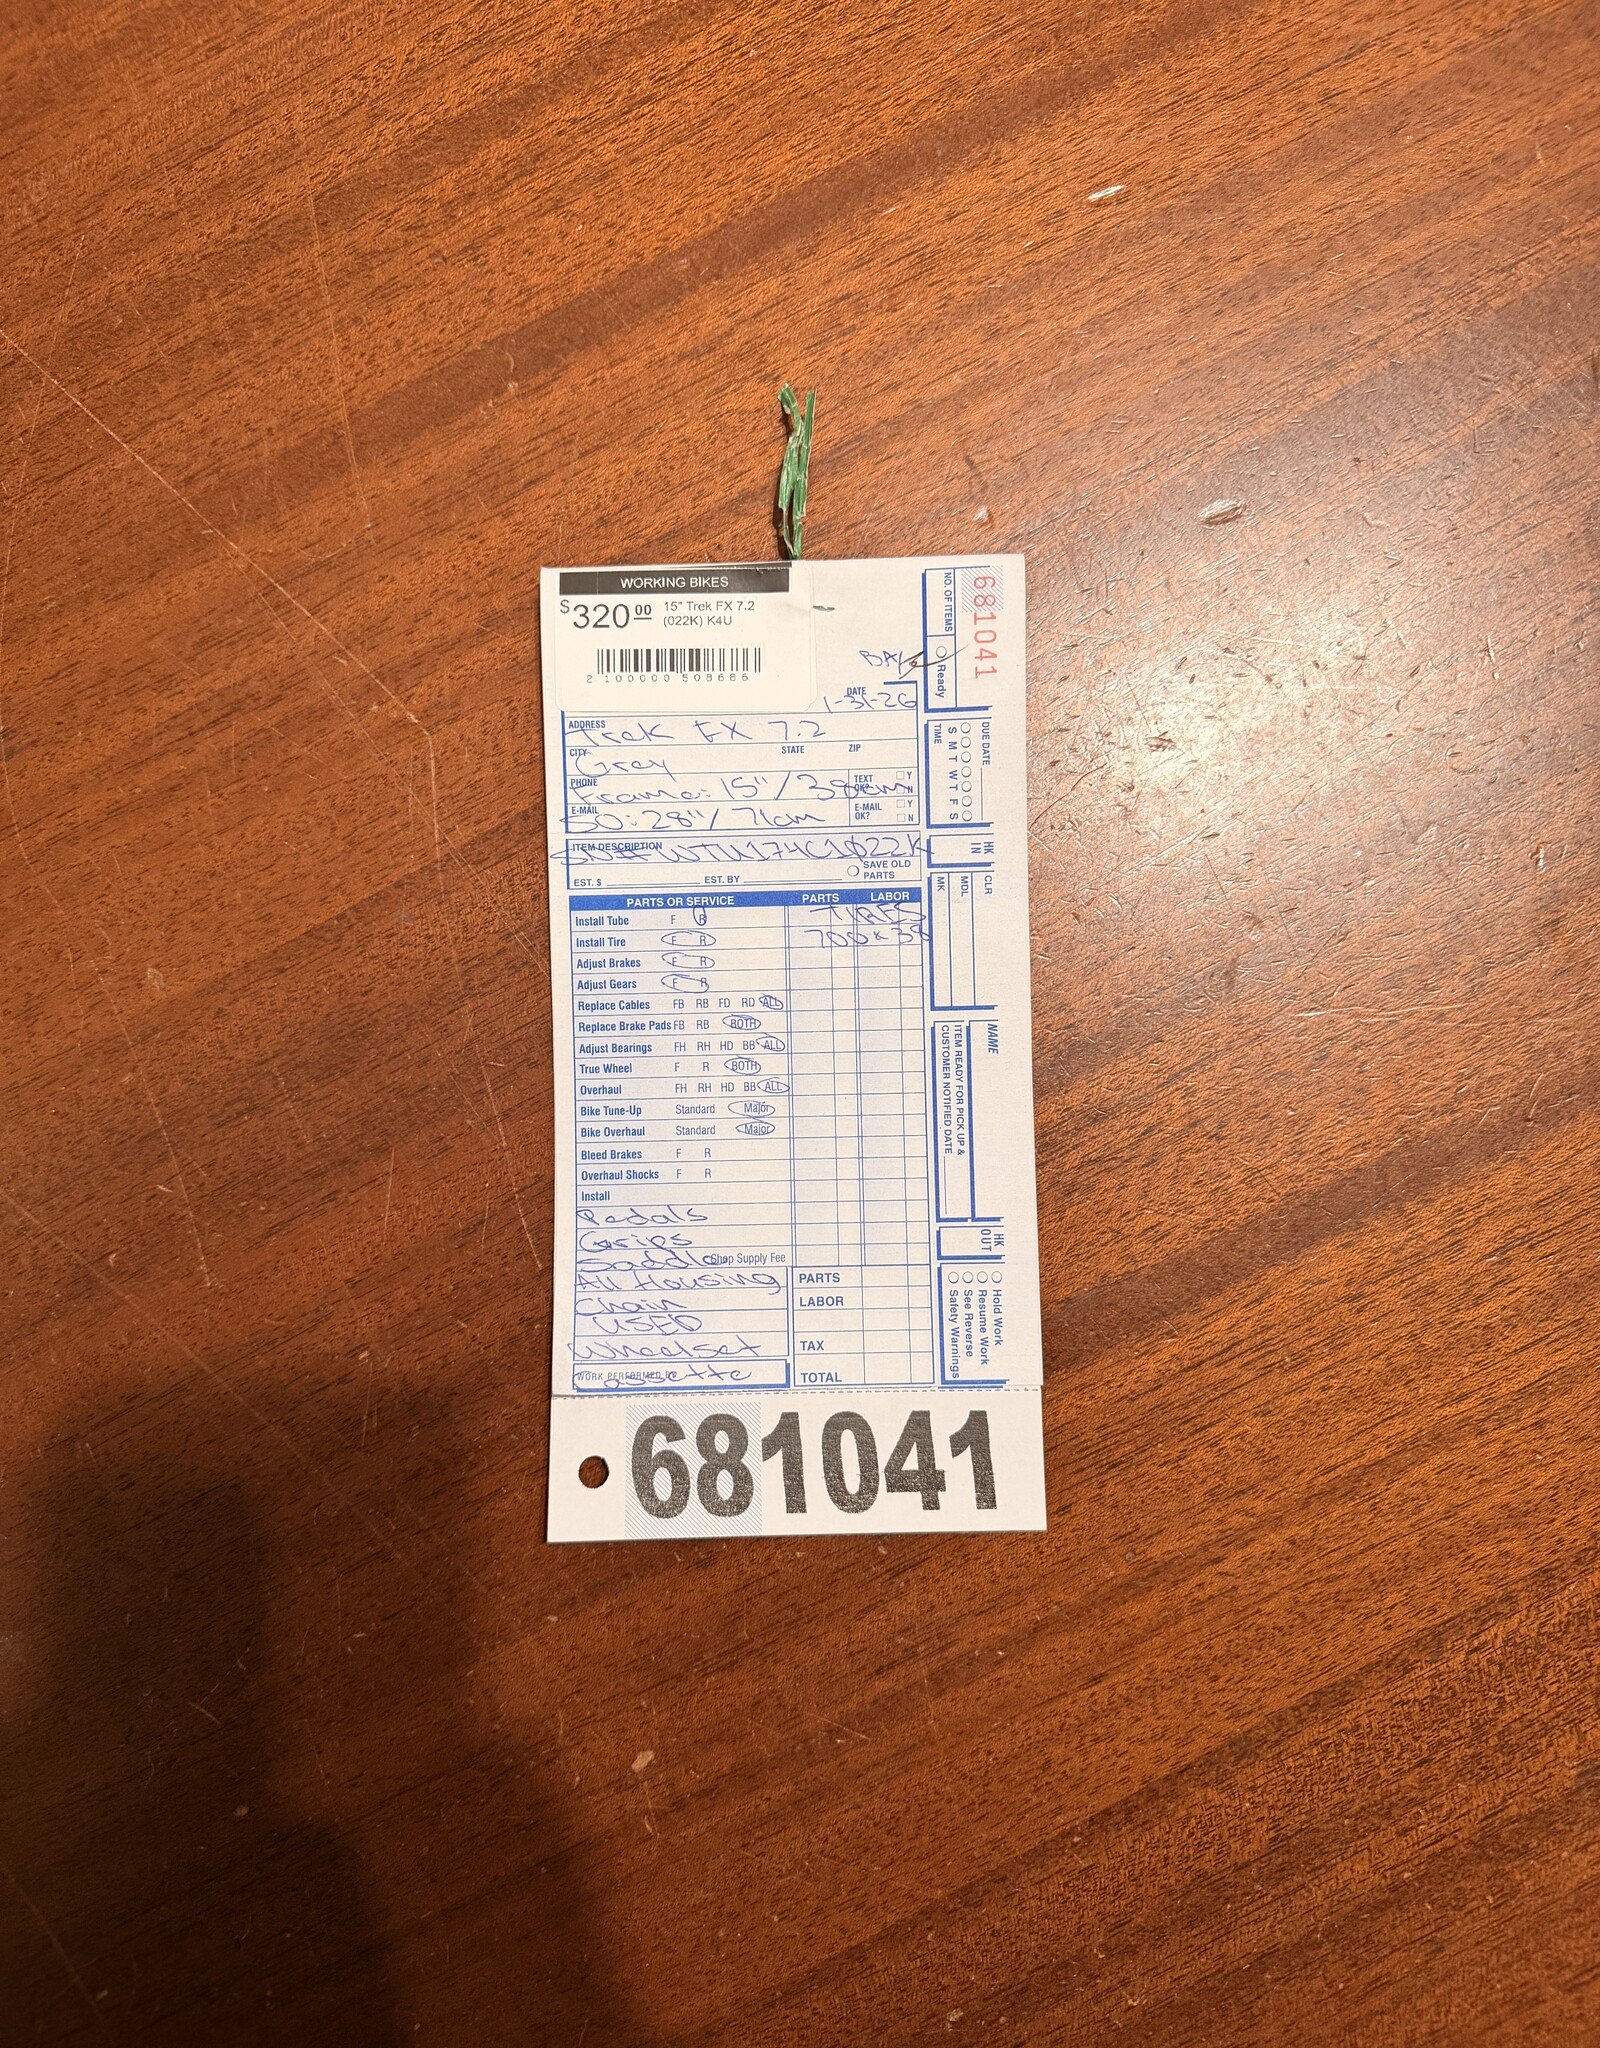 WORKING BIKES
$320.00 15" Trek FX 7.2
(022K) K4U
2 100000 508686
DATE
1-31-26
ADDRESS
Trek FX 7.2
CITY STATE ZIP
Grey
PHONE TEXT OK? Y N
Frame: 15"/38cm
E-MAIL E-MAIL OK? Y N
SO: 28"/71cm
ITEM DESCRIPTION
SN# WTU174C1022K
SAVE OLD PARTS
EST. $ EST. BY
PARTS OR SERVICE PARTS LABOR
Install Tube F R TIRES
Install Tire F R 700x38
Adjust Brakes F R
Adjust Gears F R
Replace Cables FB RB FD RD ALL
Replace Brake Pads FB RB BOTH
Adjust Bearings FH RH HD BB ALL
True Wheel F R BOTH
Overhaul FH RH HD BB ALL
Bike Tune-Up Standard Major
Bike Overhaul Standard Major
Bleed Brakes F R
Overhaul Shocks F R
Install
Pedals
Grips
Saddle Shop Supply Fee
All Housing PARTS
Chain LABOR
USED
Wheelset TAX
WORK PERFORMED
Cassette TOTAL
681041
681041
NO. OF ITEMS Ready
DUE DATE
S M T W T F S
TIME
HK IN
CLR
MDL
MK
NAME
ITEM READY FOR PICK UP &
CUSTOMER NOTIFIED DATE
HK OUT
Hold Work
Resume Work
See Reverse
Safety Warnings